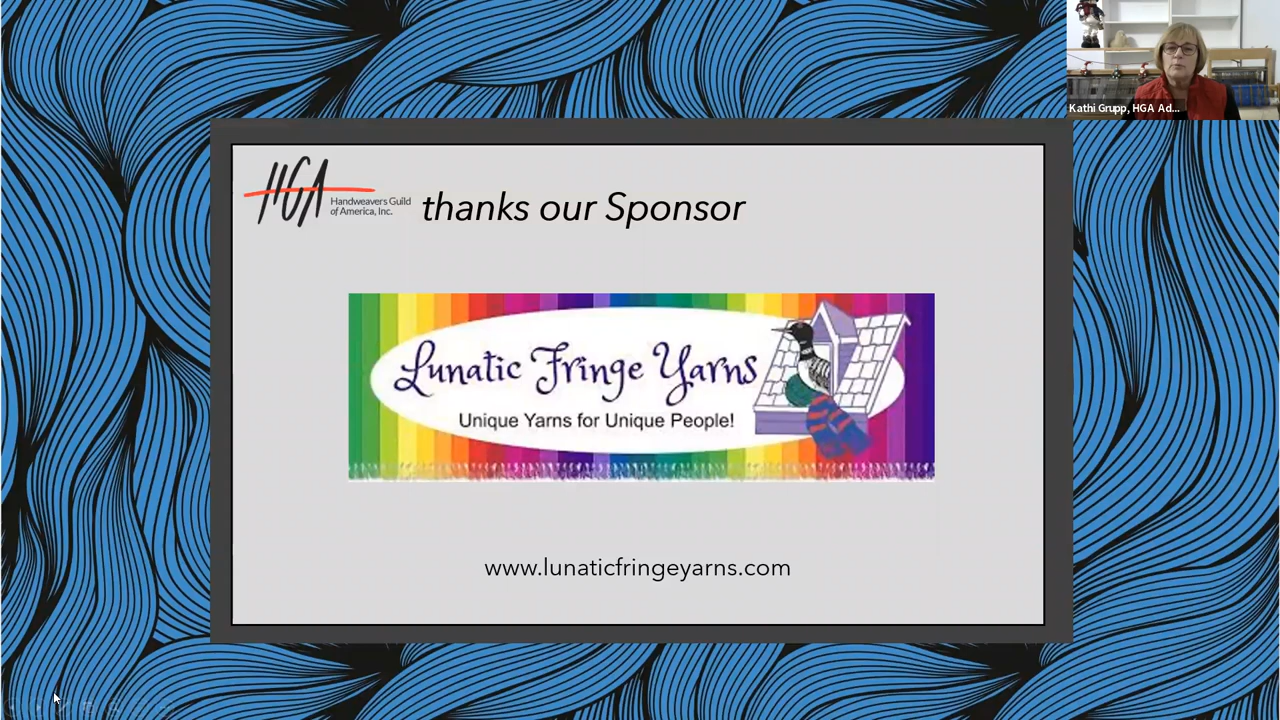 Kathi Grupp, HGA Ad...
HGA
Handweavers Guild
of America, Inc.
thanks our Sponsor
Lunatic Fringe Yarns
Unique Yarns for Unique People!
www.lunaticfringeyarns.com